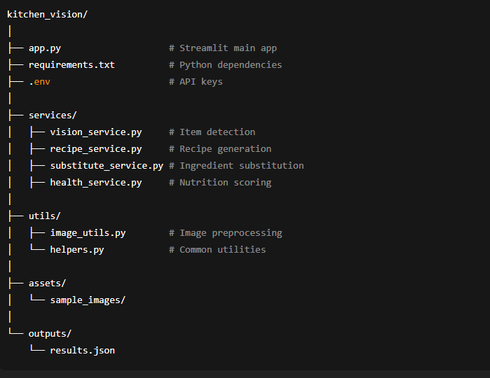 kitchen_vision/
│
├── app.py                    # Streamlit main app
├── requirements.txt          # Python dependencies
├── .env                      # API keys
│
├── services/
│   ├── vision_service.py     # Item detection
│   ├── recipe_service.py     # Recipe generation
│   ├── substitute_service.py # Ingredient substitution
│   ├── health_service.py     # Nutrition scoring
│
├── utils/
│   ├── image_utils.py        # Image preprocessing
│   └── helpers.py            # Common utilities
│
├── assets/
│   └── sample_images/
│
└── outputs/
    └── results.json